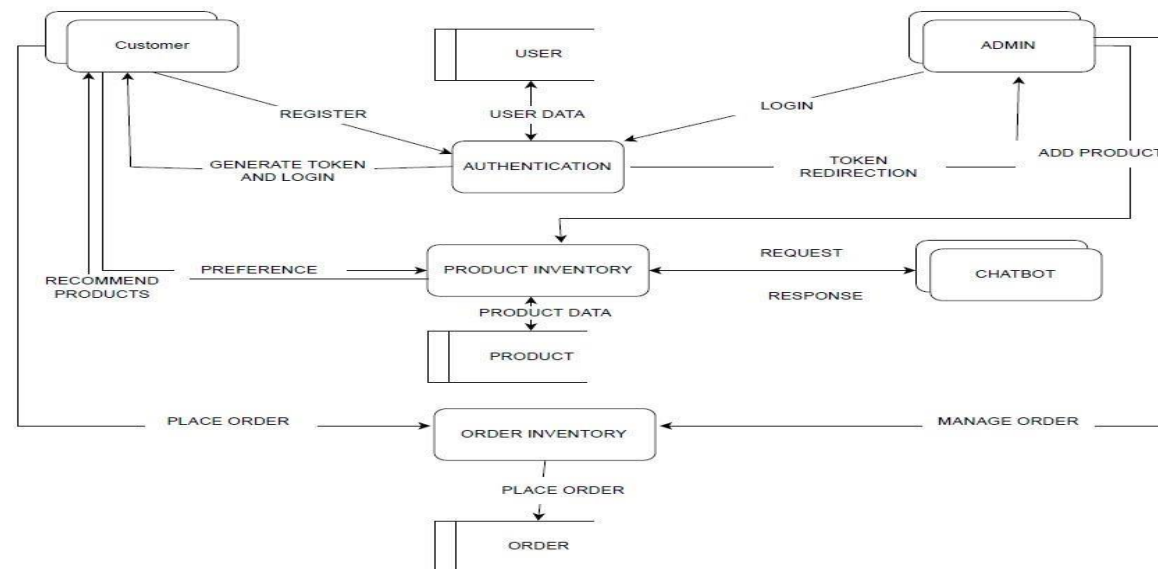 Customer
ADMIN
USER
REGISTER
USER DATA
LOGIN
GENERATE TOKEN
AND LOGIN
AUTHENTICATION
TOKEN
REDIRECTION
ADD PRODUCT
RECOMMEND
PRODUCTS
PREFERENCE
PRODUCT INVENTORY
REQUEST
RESPONSE
CHATBOT
PRODUCT DATA
PRODUCT
PLACE ORDER
ORDER INVENTORY
MANAGE ORDER
PLACE ORDER
ORDER